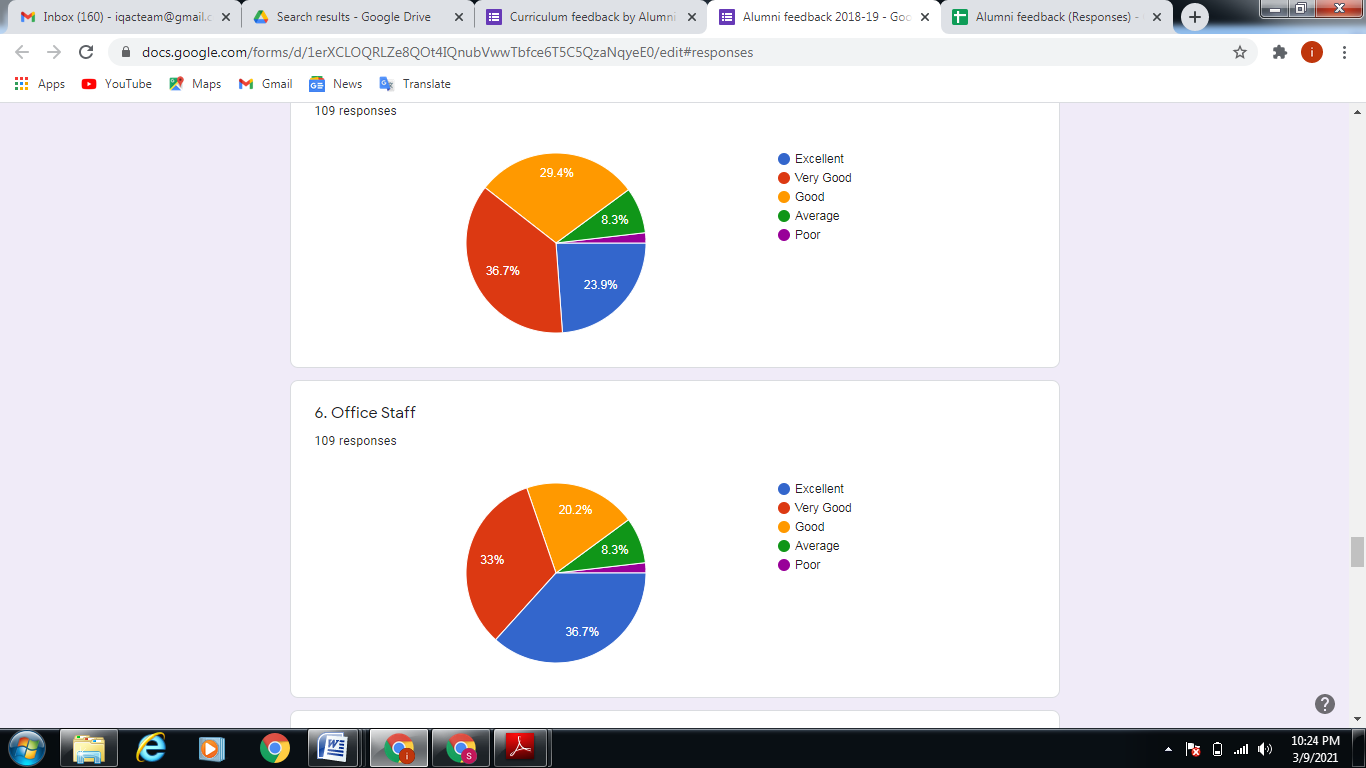 Inbox (160) - iqacteam@gmail.c
Search results - Google Drive
Curriculum feedback by Alumni
Alumni feedback 2018-19 - Goo
Alumni feedback (Responses) -
docs.google.com/forms/d/1erXCLOQRLZe8QOt4IQnubVwwTbfce6T5C5QzaNqyeE0/edit#responses
i
Apps
YouTube
Maps
Gmail
News
Translate
109 responses
29.4%
8.3%
36.7%
23.9%
Excellent
Very Good
Good
Average
Poor
6. Office Staff
109 responses
20.2%
8.3%
33%
36.7%
Excellent
Very Good
Good
Average
Poor
10:24 PM
3/9/2021